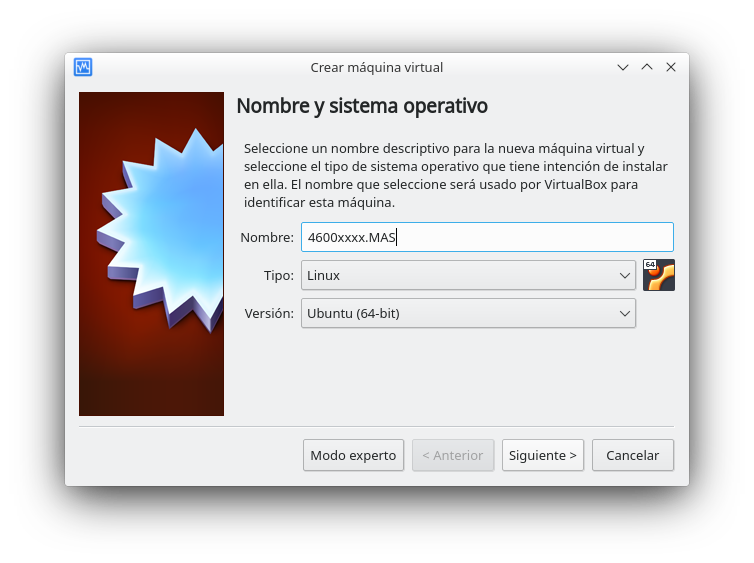 Crear máquina virtual
Nombre y sistema operativo
Seleccione un nombre descriptivo para la nueva máquina virtual y
seleccione el tipo de sistema operativo que tiene intención de instalar
en ella. El nombre que seleccione será usado por VirtualBox para
identificar esta máquina.
Nombre: 4600xxxx.MAS
Tipo: Linux 64
Versión: Ubuntu (64-bit)
Modo experto < Anterior Siguiente > Cancelar